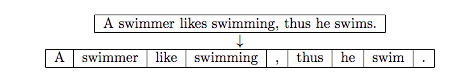 A swimmer likes swimming, thus he swims.
↓
A swimmer like swimming , thus he swim .